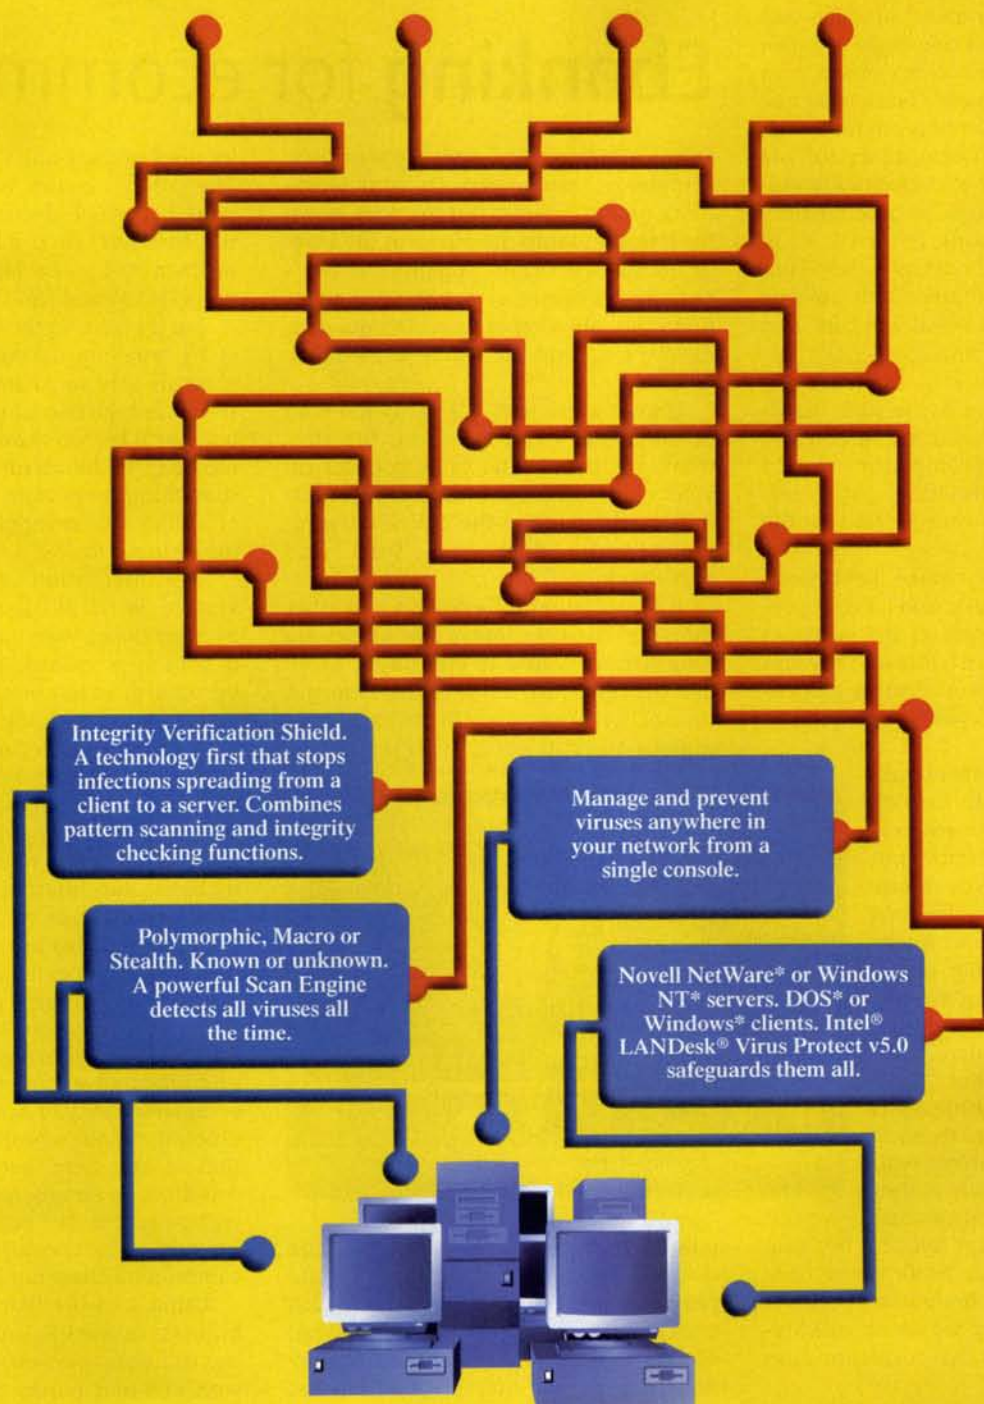 Integrity Verification Shield.
A technology first that stops
infections spreading from a
client to a server. Combines
pattern scanning and integrity
checking functions.
Manage and prevent
viruses anywhere in
your network from a
single console.
Polymorphic, Macro or
Stealth. Known or unknown.
A powerful Scan Engine
detects all viruses all
the time.
Novell NetWare* or Windows
NT* servers. DOS* or
Windows* clients. Intel®
LANDesk® Virus Protect v5.0
safeguards them all.